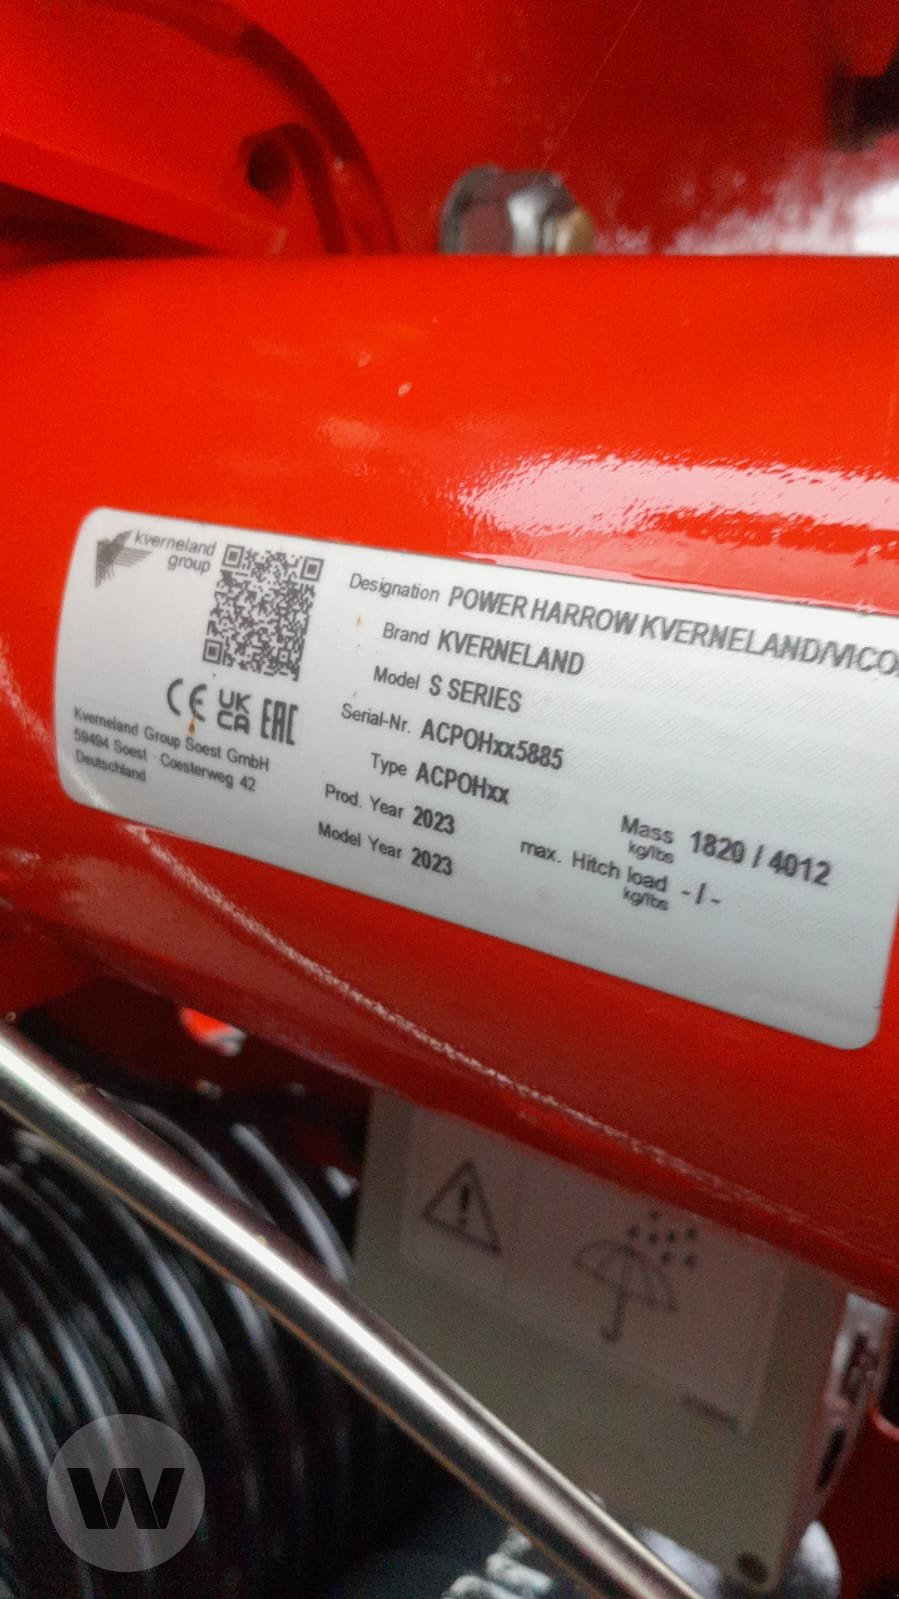 kverneland
group
Designation POWER HARROW KVERNELAND/VICO
Brand KVERNELAND
Model S SERIES
Serial-Nr. ACPOHxx5885
Type ACPOHxx
Prod. Year 2023
Model Year 2023
Mass 1820 / 4012
kg/lbs
max. Hitch load - / -
kg/lbs
CE UK CA EAC
Kverneland Group Soest GmbH
59494 Soest · Coesterweg 42
Deutschland
W